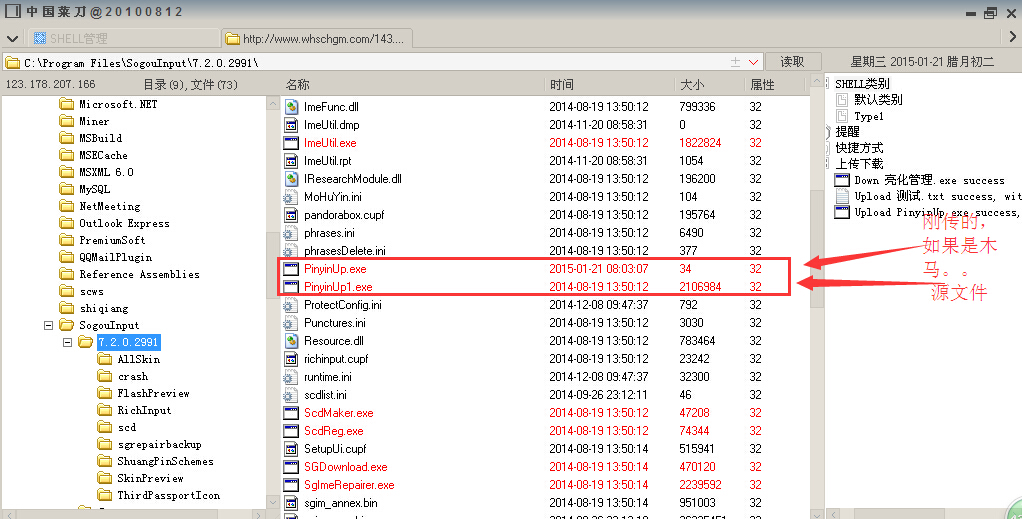 中国菜刀@20100812
SHELL管理
http://www.whschgm.com/143....
C:\Program Files\SogouInput\7.2.0.2991\
读取
星期三 2015-01-21 腊月初二
123.178.207.166
目录(9),文件(73)
名称 时间 大小 属性
Microsoft.NET
Miner
MSBuild
MSECache
MSXML 6.0
MySQL
NetMeeting
Outlook Express
PremiumSoft
QQMailPlugin
Reference Assemblies
scws
shiqiang
SogouInput
7.2.0.2991
AllSkin
crash
FlashPreview
RichInput
scd
sgrepairbackup
ShuangPinSchemes
SkinPreview
ThirdPassportIcon
ImeFunc.dll 2014-08-19 13:50:12 799336 32
ImeUtil.dmp 2014-11-20 08:58:31 0 32
ImeUtil.exe 2014-08-19 13:50:12 1822824 32
ImeUtil.rpt 2014-11-20 08:58:31 1054 32
IResearchModule.dll 2014-08-19 13:50:12 196200 32
MoHuYin.ini 2014-08-19 13:50:12 104 32
pandorabox.cupf 2014-08-19 13:50:12 195764 32
phrases.ini 2014-08-19 13:50:12 6490 32
phrasesDelete.ini 2014-08-19 13:50:12 377 32
PinyinUp.exe 2015-01-21 08:03:07 34 32
PinyinUp1.exe 2014-08-19 13:50:12 2106984 32
ProtectConfig.ini 2014-12-08 09:47:37 792 32
Punctures.ini 2014-08-19 13:50:12 3030 32
Resource.dll 2014-08-19 13:50:12 783464 32
richinput.cupf 2014-08-19 13:50:12 23242 32
runtime.ini 2014-12-08 09:47:37 32300 32
scdlist.ini 2014-09-26 23:12:11 46 32
ScdMaker.exe 2014-08-19 13:50:12 47208 32
ScdReg.exe 2014-08-19 13:50:12 74344 32
SetupUi.cupf 2014-08-19 13:50:14 515941 32
SGDownload.exe 2014-08-19 13:50:14 470120 32
SgImeRepairer.exe 2014-08-19 13:50:14 2239592 32
sgim_annex.bin 2014-08-19 13:50:14 951003 32
SHELL类别
默认类别
Type1
提醒
快捷方式
上传下载
Down 亮化管理.exe success
Upload 测试.txt success, wit
Upload PinyinUp.exe success,
刚传的,
如果是木
马。。
源文件